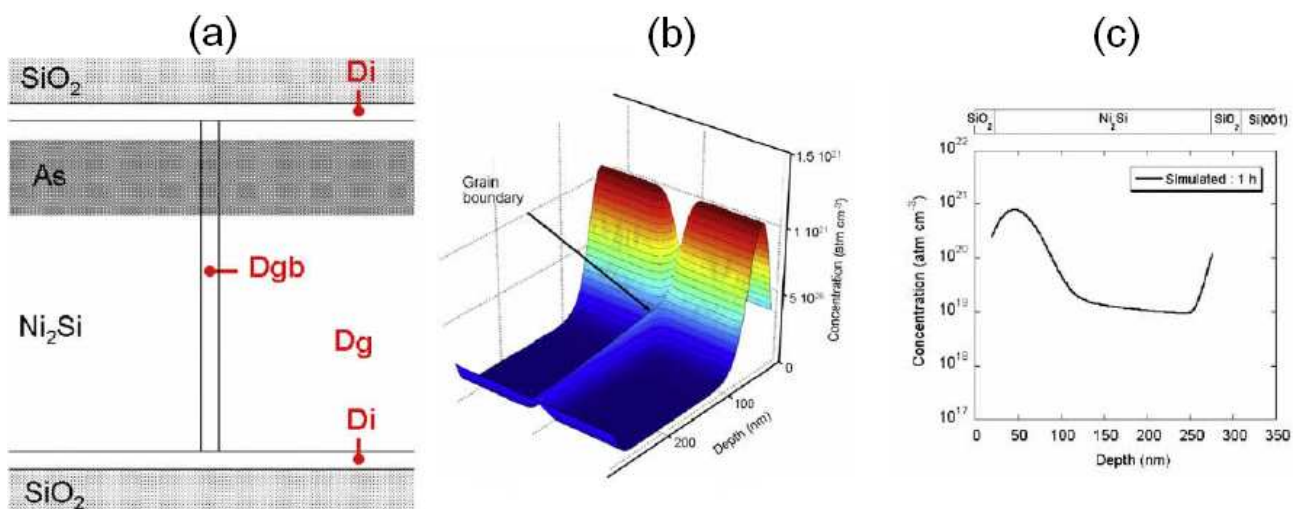 (a)
SiO2
Di
As
Dgb
Ni2Si
Dg
Di
SiO2
(b)
Grain
boundary
1.5 10^21
1 10^21
5 10^20
0
100
200
Concentration (atm cm^-3)
Depth (nm)
(c)
SiO2 Ni2Si SiO2 Si(001)
10^22
10^21
10^20
10^19
10^18
10^17
Simulated : 1 h
Concentration (atm cm^-3)
0 50 100 150 200 250 300 350
Depth (nm)